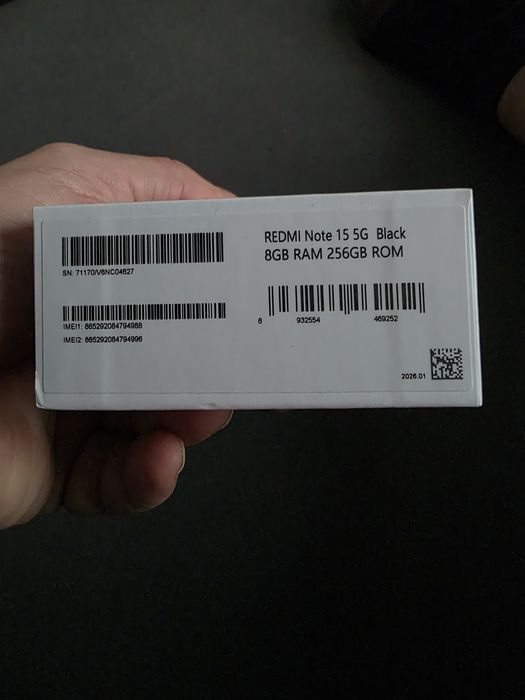 SN: 71170/V6NC04627
IMEI1: 865292084794988
IMEI2: 865292084794996
REDMI Note 15 5G Black
8GB RAM 256GB ROM
6 932554 469252
2026.01